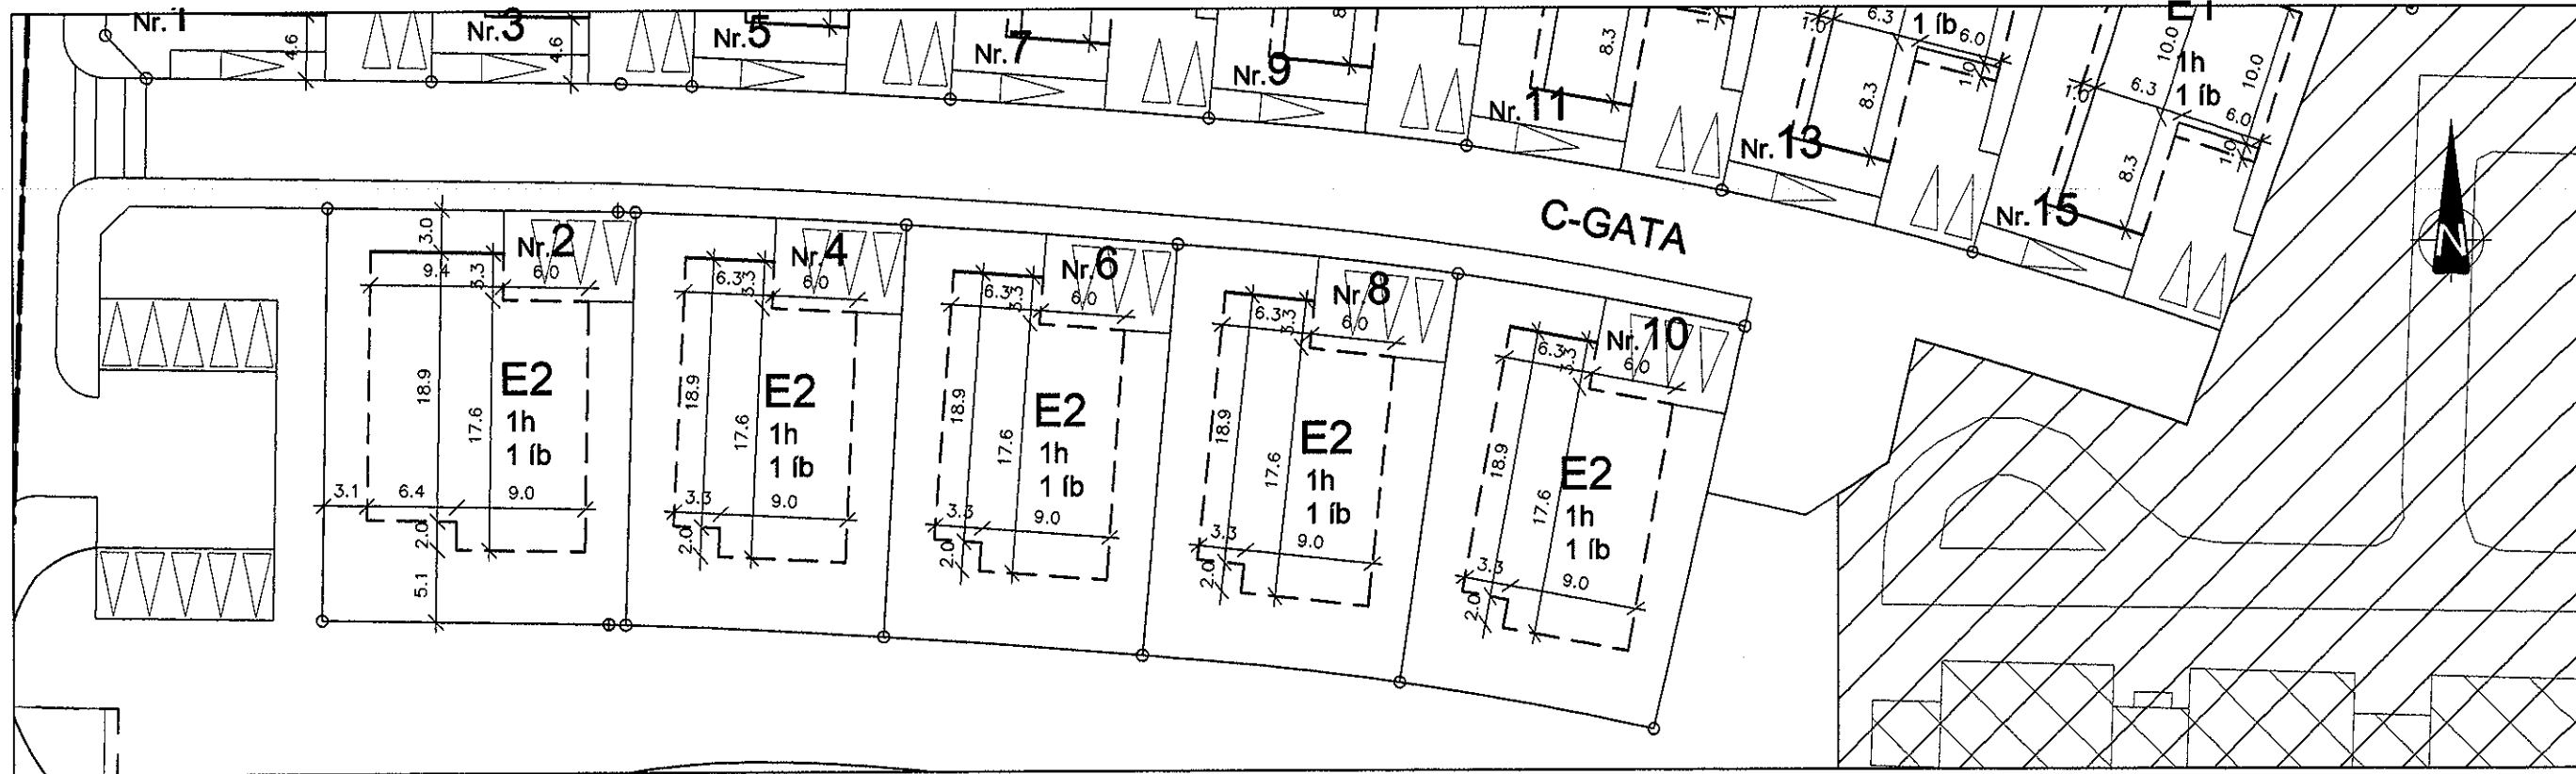 Nr.1
4.6
Nr.3
4.6
Nr.5
Nr.7
Nr.9
8.3
Nr.11
1.0
6.3
1 íb
6.0
1.0
8.3
Nr.13
E1
1h
1 íb
10.0
10.0
1.0
6.3
6.0
1.0
8.3
Nr.15
C-GATA
N
Nr.2
3.0
9.4
3.3
6.0
18.9
17.6
E2
1h
1 íb
3.1
6.4
9.0
2.0
5.1
Nr.4
6.3
3.3
6.0
18.9
17.6
E2
1h
1 íb
3.3
9.0
2.0
Nr.6
6.3
3.3
6.0
18.9
17.6
E2
1h
1 íb
3.3
9.0
2.0
Nr.8
6.3
3.3
6.0
18.9
17.6
E2
1h
1 íb
3.3
9.0
2.0
Nr.10
6.3
3.3
6.0
18.9
17.6
E2
1h
1 íb
3.3
9.0
2.0